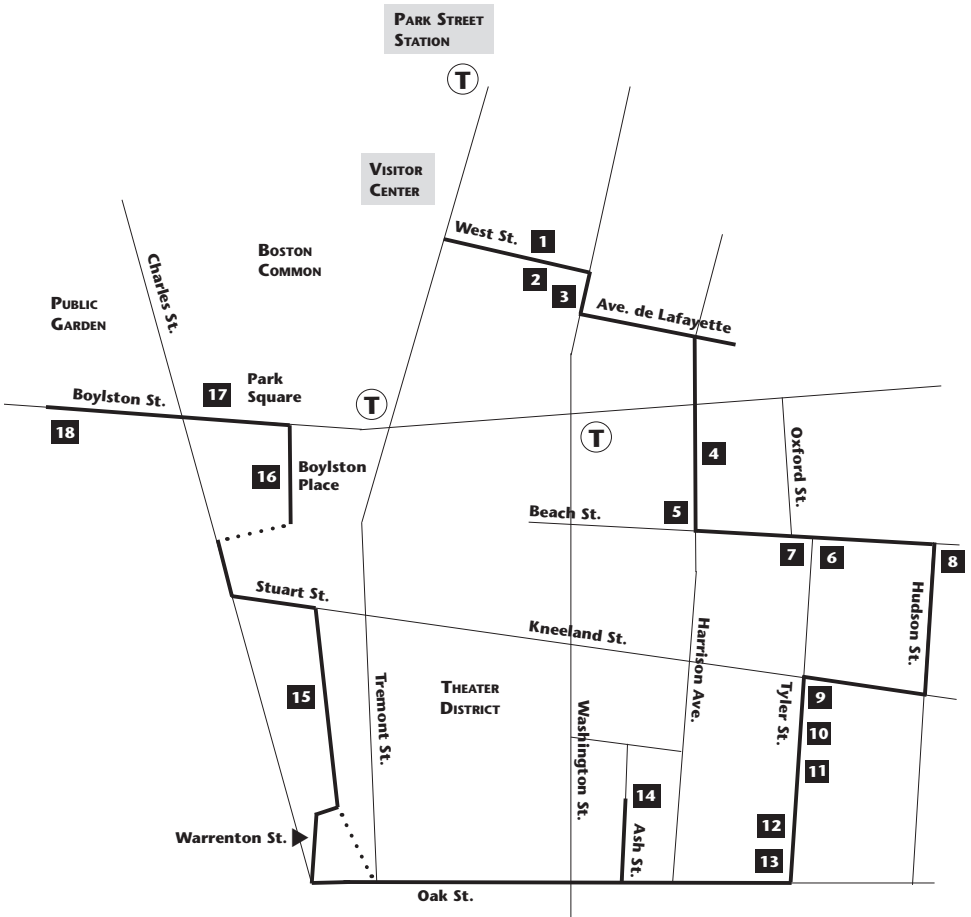 PARK STREET
STATION
T
VISITOR
CENTER
West St.
1
BOSTON
COMMON
2
3
Ave. de Lafayette
Charles St.
PUBLIC
GARDEN
17
Park
Square
Boylston St.
T
18
T
4
Oxford St.
16
Boylston
Place
Beach St.
5
7
6
8
Stuart St.
Hudson St.
Kneeland St.
Harrison Ave.
15
Tremont St.
THEATER
DISTRICT
Washington St.
Tyler St.
9
10
11
14
12
Ash St.
Warrenton St.
13
Oak St.